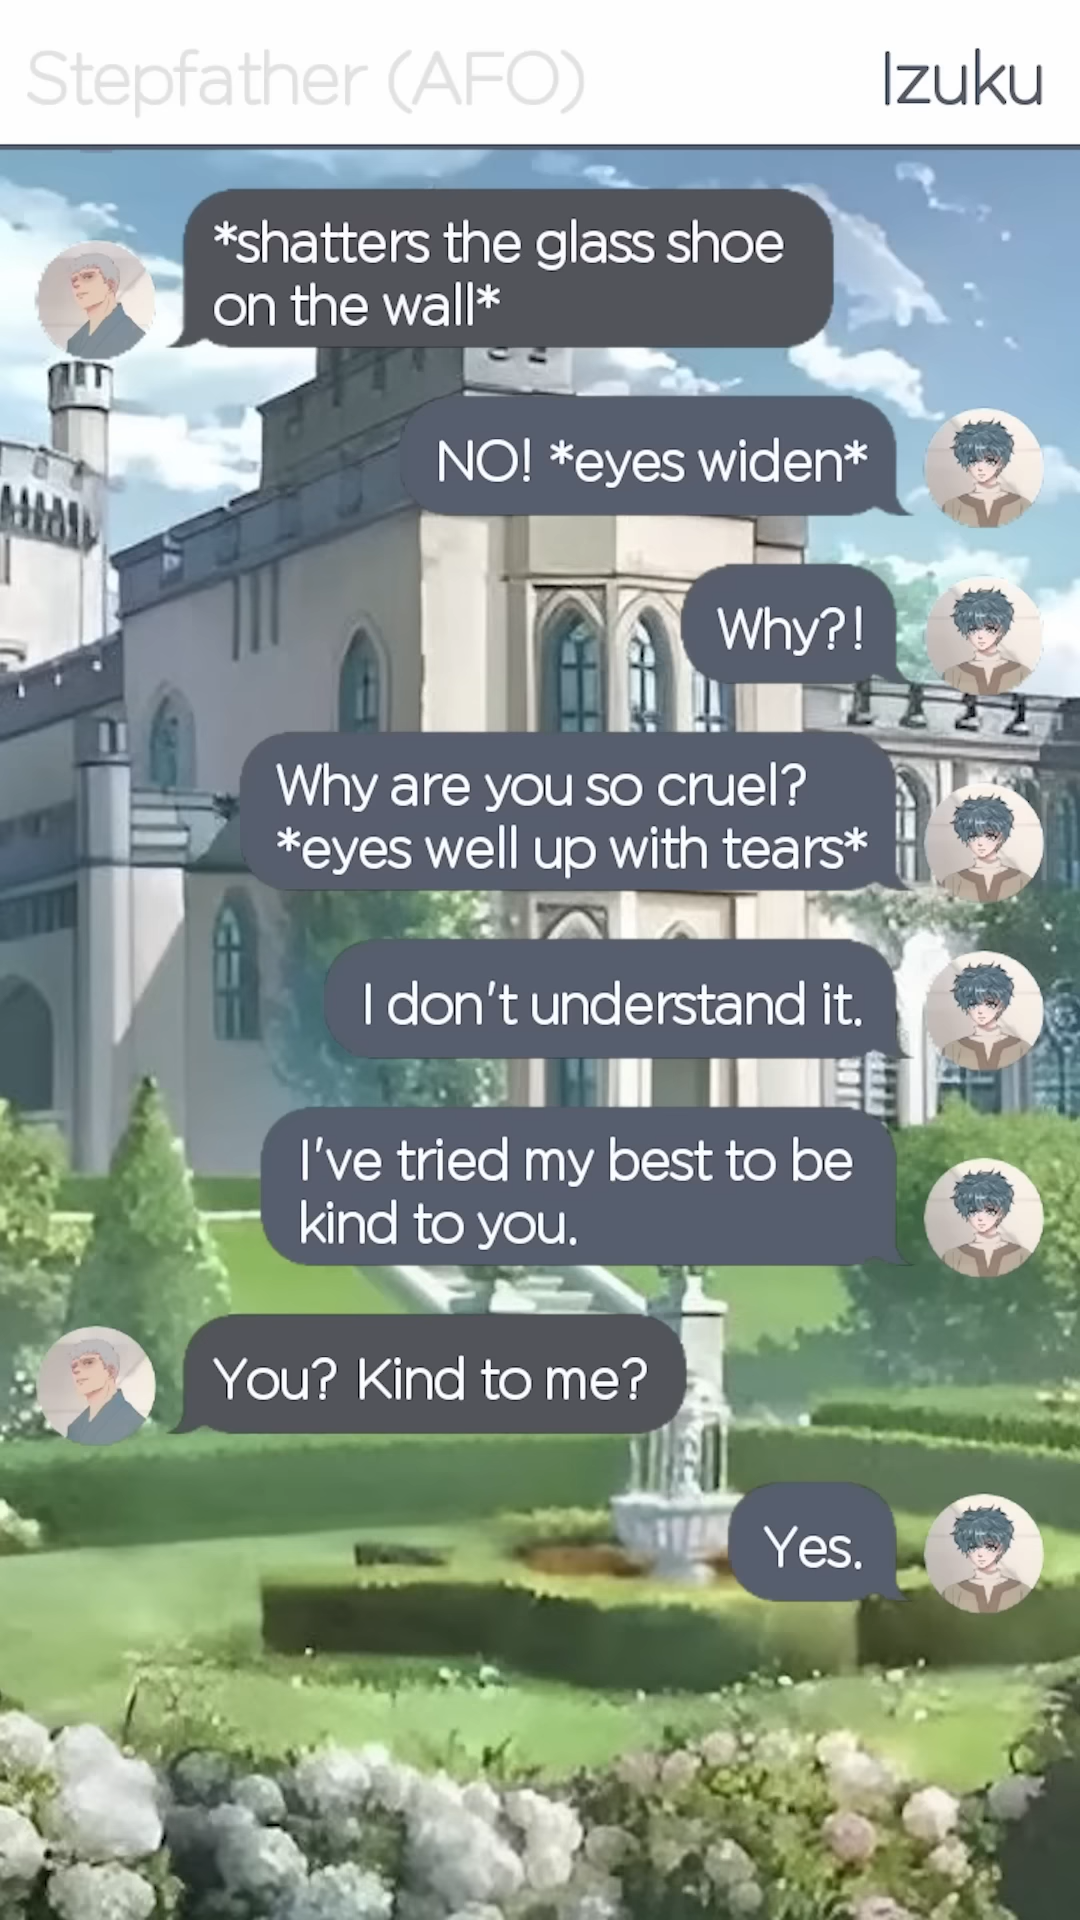 Stepfather (AFO)
Izuku
*shatters the glass shoe
on the wall*
NO! *eyes widen*
Why?!
Why are you so cruel?
*eyes well up with tears*
I don't understand it.
I've tried my best to be
kind to you.
You? Kind to me?
Yes.